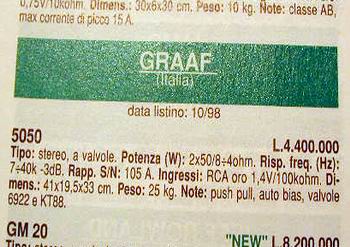 0,75V/10kohm. Dimens.: 30x6x30 cm. Peso: 10 kg. Note: classe AB,
max corrente di picco 15 A.
GRAAF
(Italia)
data listino: 10/98
5050 L.4.400.000
Tipo: stereo, a valvole. Potenza (W): 2x50/8÷4ohm. Risp. freq. (Hz):
7÷40k -3dB. Rapp. S/N: 105 A. Ingressi: RCA oro 1,4V/100kohm. Di-
mens.: 41x19,5x33 cm. Peso: 25 kg. Note: push pull, auto bias, valvole
6922 e KT88.
GM 20 "NEW" L.8.200.000